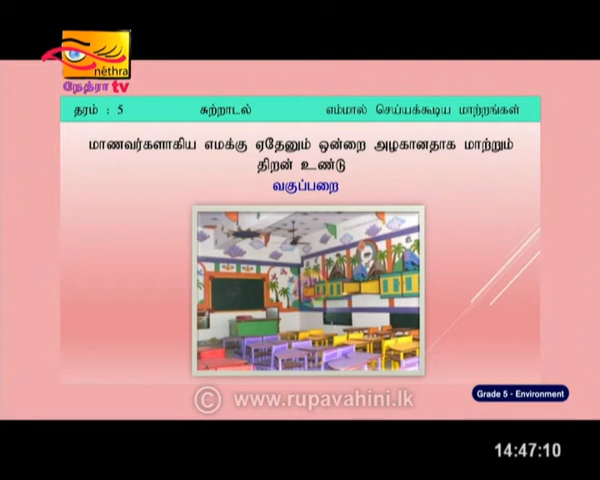 nethra
நேத்ரா tv
தரம் : 5 சுற்றாடல் எம்மால் செய்யக்கூடிய மாற்றங்கள்
மாணவர்களாகிய எமக்கு ஏதேனும் ஒன்றை அழகானதாக மாற்றும்
திறன் உண்டு
வகுப்பறை
© www.rupavahini.lk
Grade 5 - Environment
14:47:10